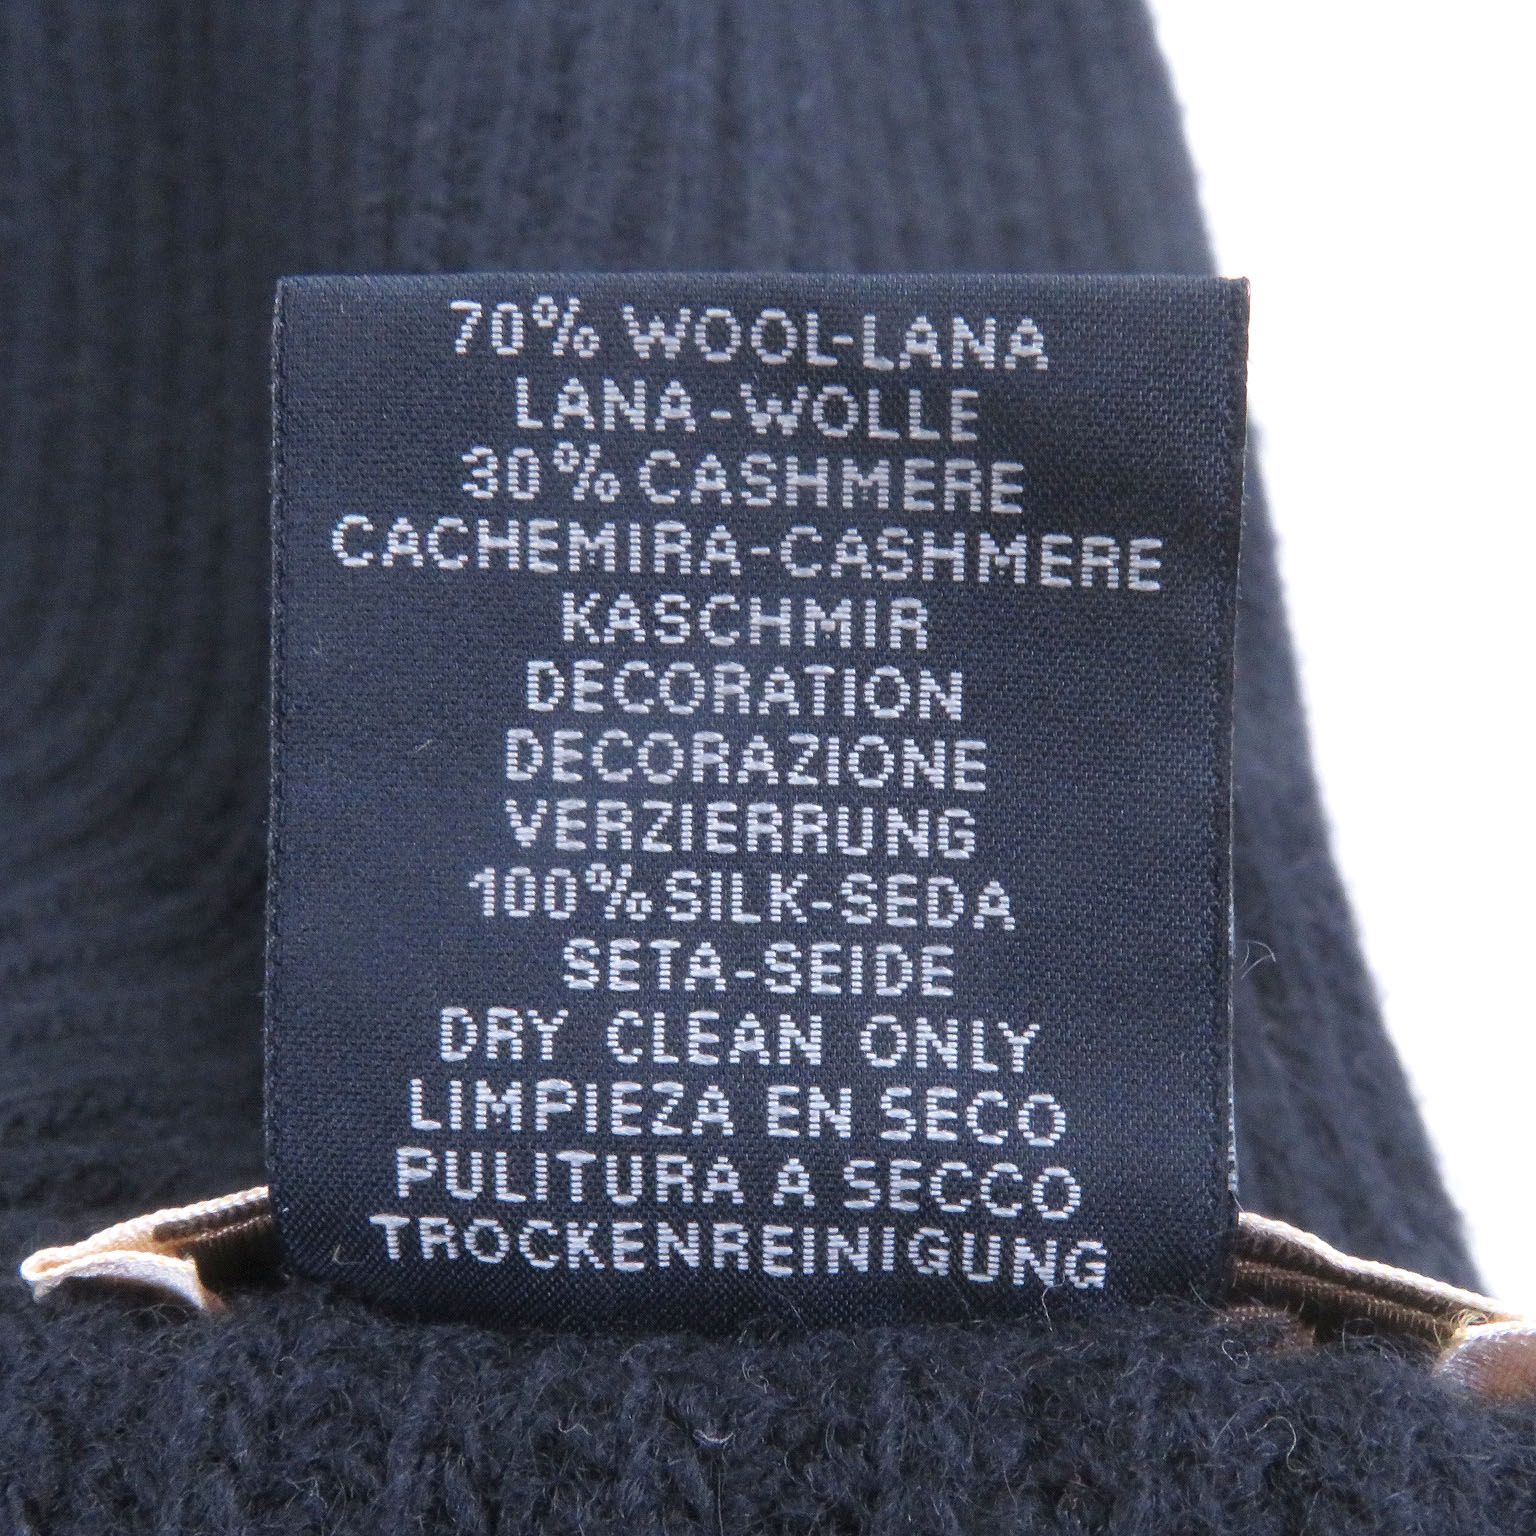 70% WOOL-LANA
LANA-WOLLE
30% CASHMERE
CACHEMIRA-CASHMERE
KASCHMIR
DECORATION
DECORAZIONE
VERZIERRUNG
100% SILK-SEDA
SETA-SEIDE
DRY CLEAN ONLY
LIMPIEZA EN SECO
PULITURA A SECCO
TROCKENREINIGUNG